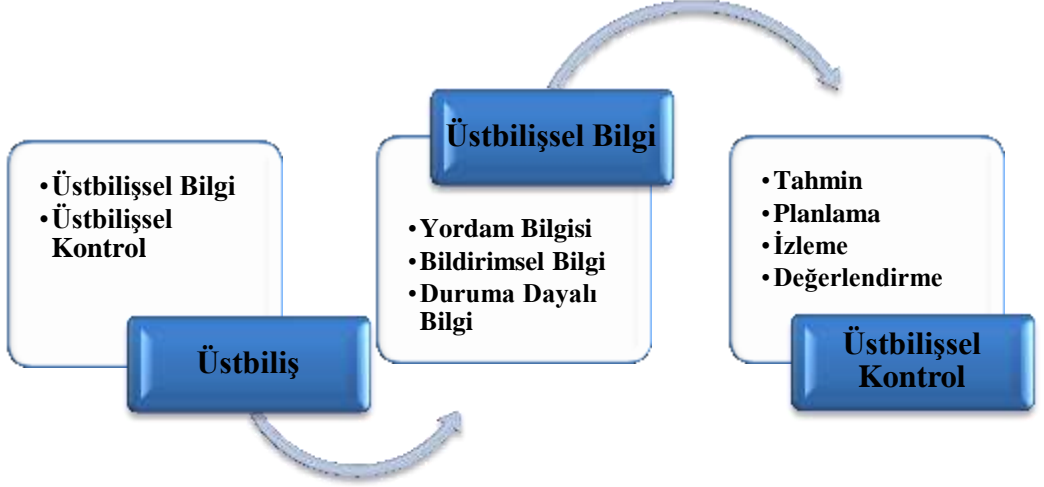 •Üstbilişsel Bilgi
•Üstbilişsel
Kontrol
Üstbiliş
Üstbilişsel Bilgi
•Yordam Bilgisi
•Bildirimsel Bilgi
•Duruma Dayalı
Bilgi
•Tahmin
•Planlama
•İzleme
•Değerlendirme
Üstbilişsel
Kontrol